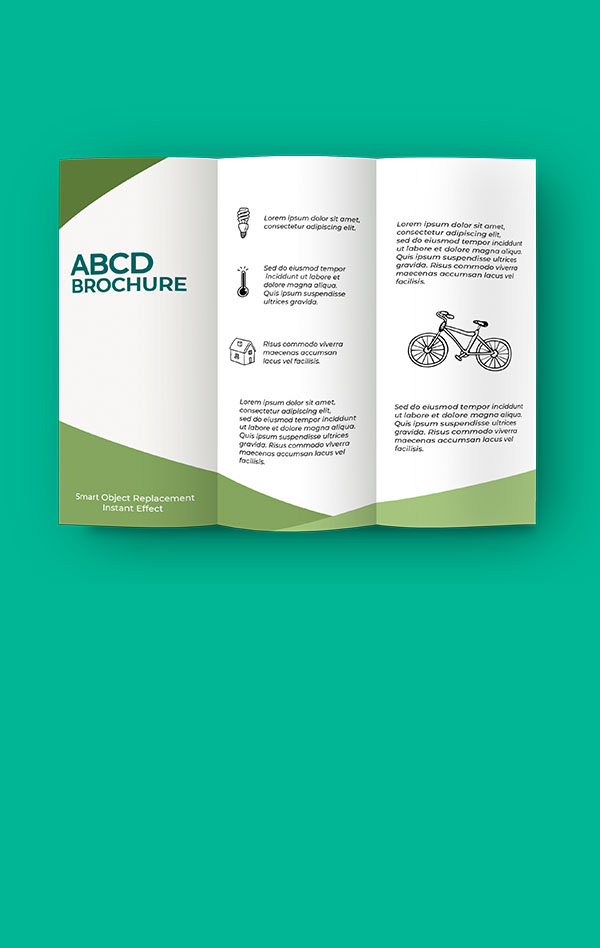 ABCD
BROCHURE
Smart Object Replacement
Instant Effect
Lorem ipsum dolor sit amet,
consectetur adipiscing elit.
Sed do eiusmod tempor
incididunt ut labore et
dolore magna aliqua.
Quis ipsum suspendisse
ultrices gravida.
Risus commodo viverra
maecenas accumsan
lacus vel facilisis.
Lorem ipsum dolor sit amet,
consectetur adipiscing elit,
sed do eiusmod tempor incididunt
ut labore et dolore magna aliqua.
Quis ipsum suspendisse ultrices
gravida. Risus commodo viverra
maecenas accumsan lacus vel
facilisis.
Lorem ipsum dolor sit amet,
consectetur adipiscing elit,
sed do eiusmod tempor incididunt
ut labore et dolore magna aliqua.
Quis ipsum suspendisse ultrices
gravida. Risus commodo viverra
maecenas accumsan lacus vel
facilisis.
Sed do eiusmod tempor incididunt
ut labore et dolore magna aliqua.
Quis ipsum suspendisse ultrices
gravida. Risus commodo viverra
maecenas accumsan lacus vel
facilisis.